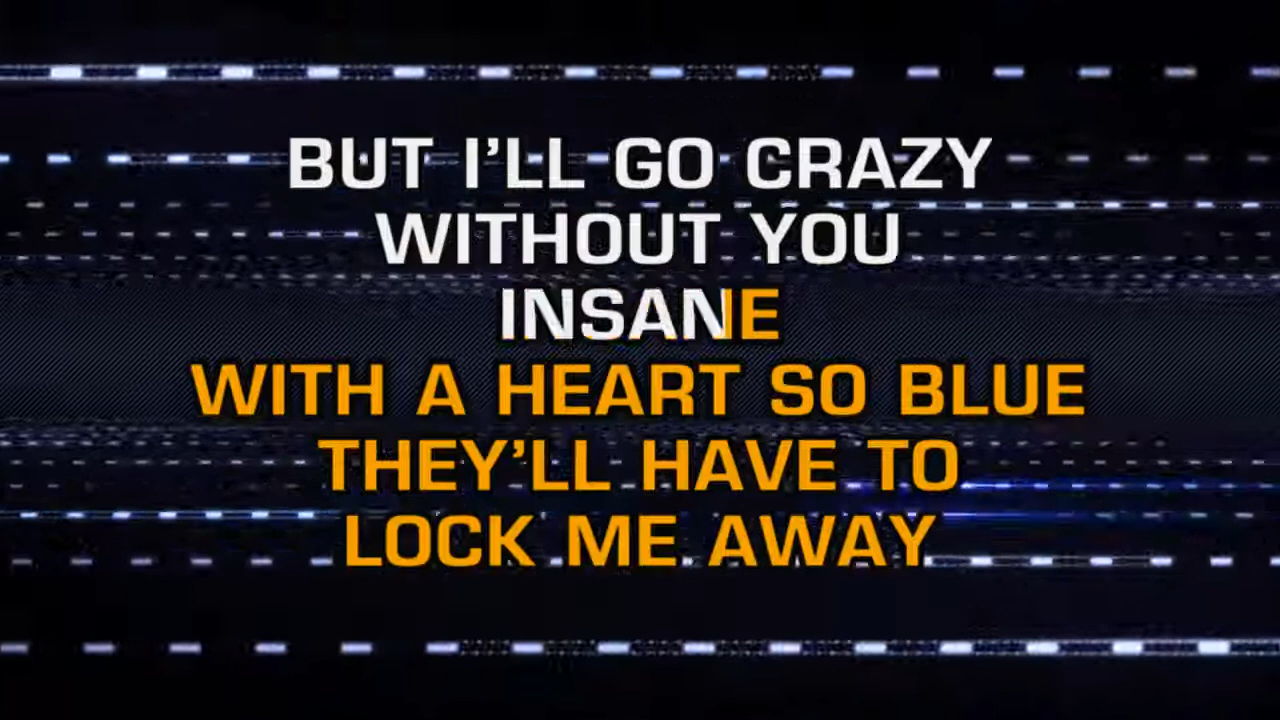 BUT I'LL GO CRAZY
WITHOUT YOU
INSANE
WITH A HEART SO BLUE
THEY'LL HAVE TO
LOCK ME AWAY